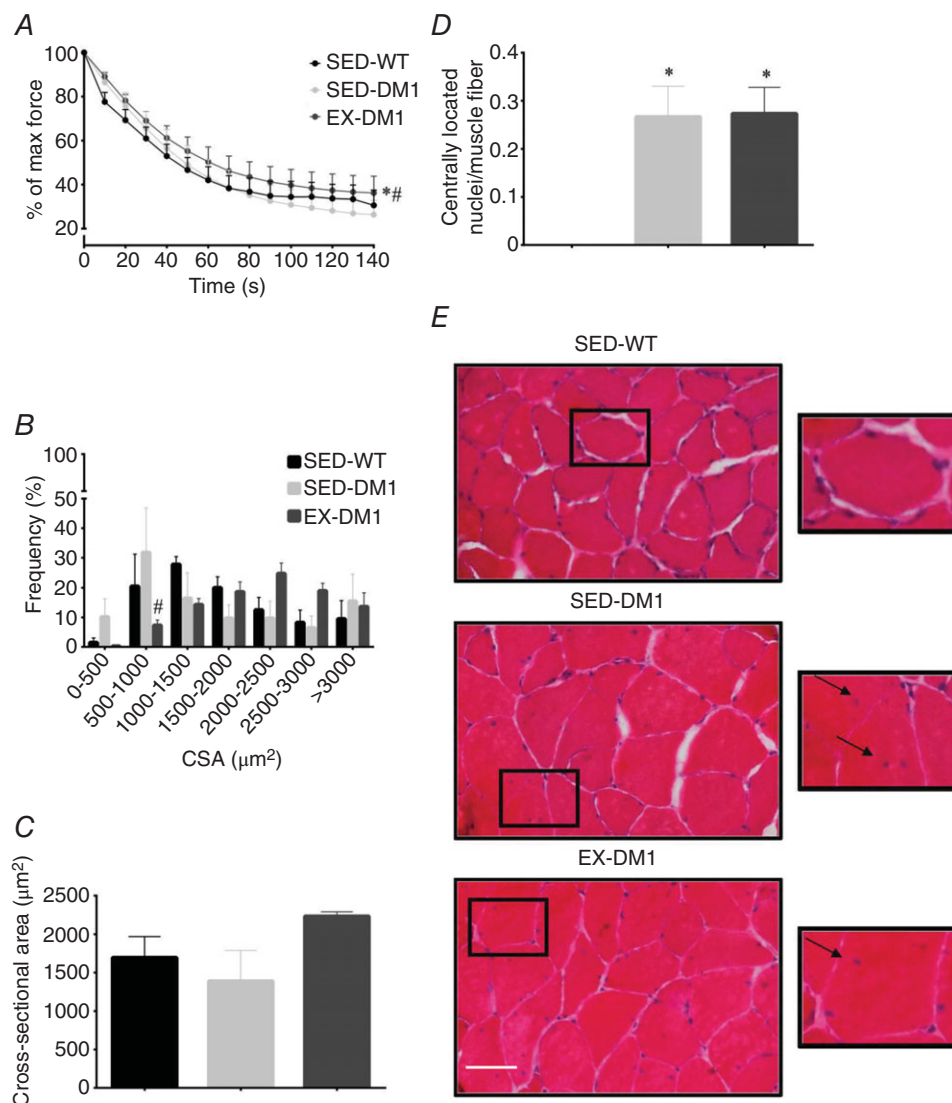 A
100
80
60
40
20
% of max force
0 20 40 60 80 100 120 140
Time (s)
SED-WT
SED-DM1
EX-DM1
*#
B
100
50
40
30
20
10
0
Frequency (%)
SED-WT
SED-DM1
EX-DM1
#
0-500
500-1000
1000-1500
1500-2000
2000-2500
2500-3000
>3000
CSA (µm²)
C
2500
2000
1500
1000
500
0
Cross-sectional area (µm²)
D
0.4
0.3
0.2
0.1
0
Centrally located
nuclei/muscle fiber
* *
E
SED-WT
SED-DM1
EX-DM1